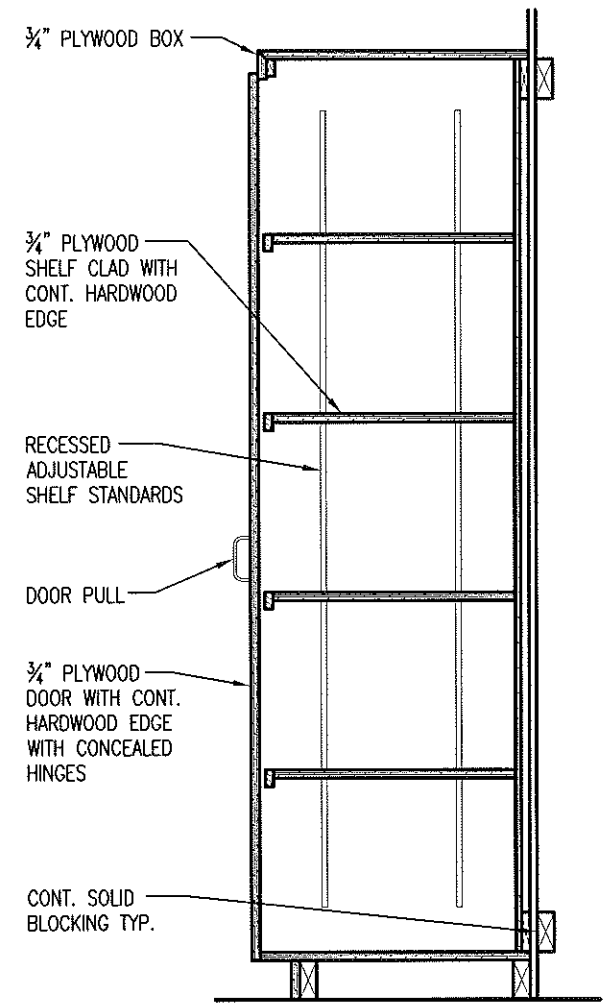 ¾" PLYWOOD BOX
¾" PLYWOOD
SHELF CLAD WITH
CONT. HARDWOOD
EDGE
RECESSED
ADJUSTABLE
SHELF STANDARDS
DOOR PULL
¾" PLYWOOD
DOOR WITH CONT.
HARDWOOD EDGE
WITH CONCEALED
HINGES
CONT. SOLID
BLOCKING TYP.